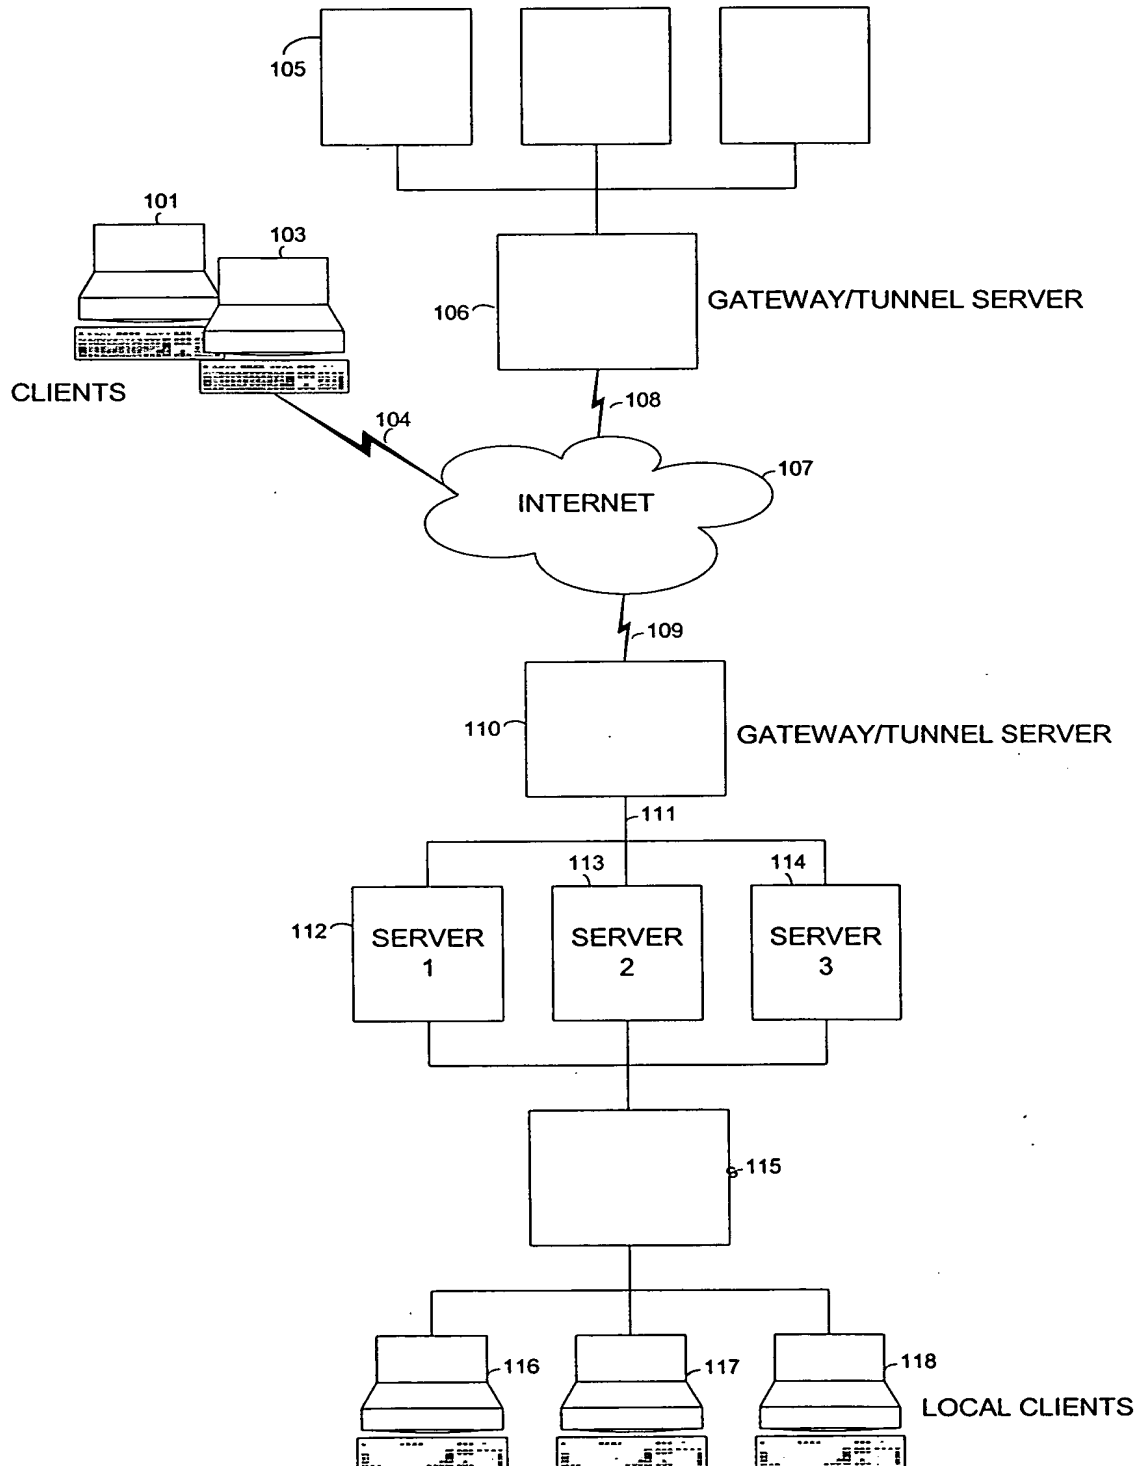 105
101
103
106
GATEWAY/TUNNEL SERVER
CLIENTS
108
104
107
INTERNET
109
110
GATEWAY/TUNNEL SERVER
111
113
114
112
SERVER
1
SERVER
2
SERVER
3
115
116
117
118
LOCAL CLIENTS